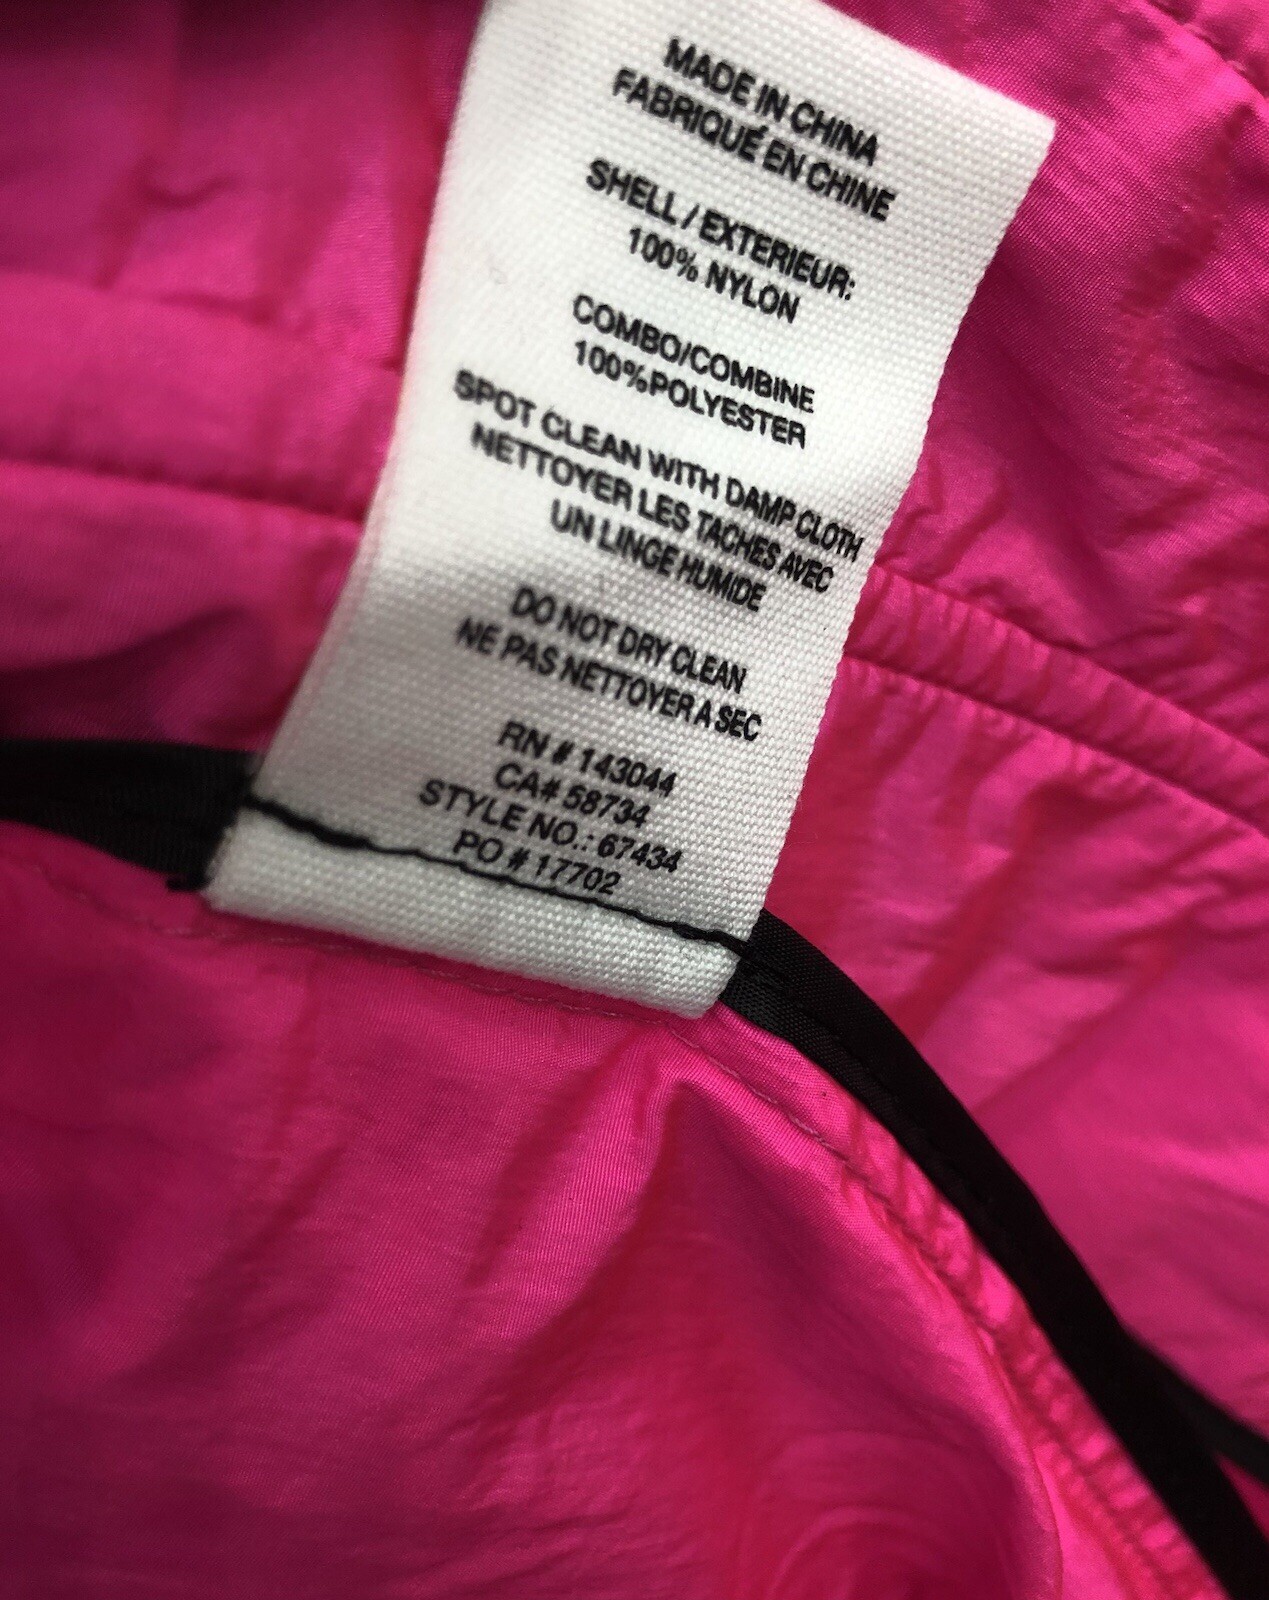 MADE IN CHINA
FABRIQUÉ EN CHINE
SHELL / EXTERIEUR:
100% NYLON
COMBO/COMBINE
100%POLYESTER
SPOT CLEAN WITH DAMP CLOTH
NETTOYER LES TACHES AVEC
UN LINGE HUMIDE
DO NOT DRY CLEAN
NE PAS NETTOYER A SEC
RN # 143044
CA# 58734
STYLE NO.: 67434
PO # 17702